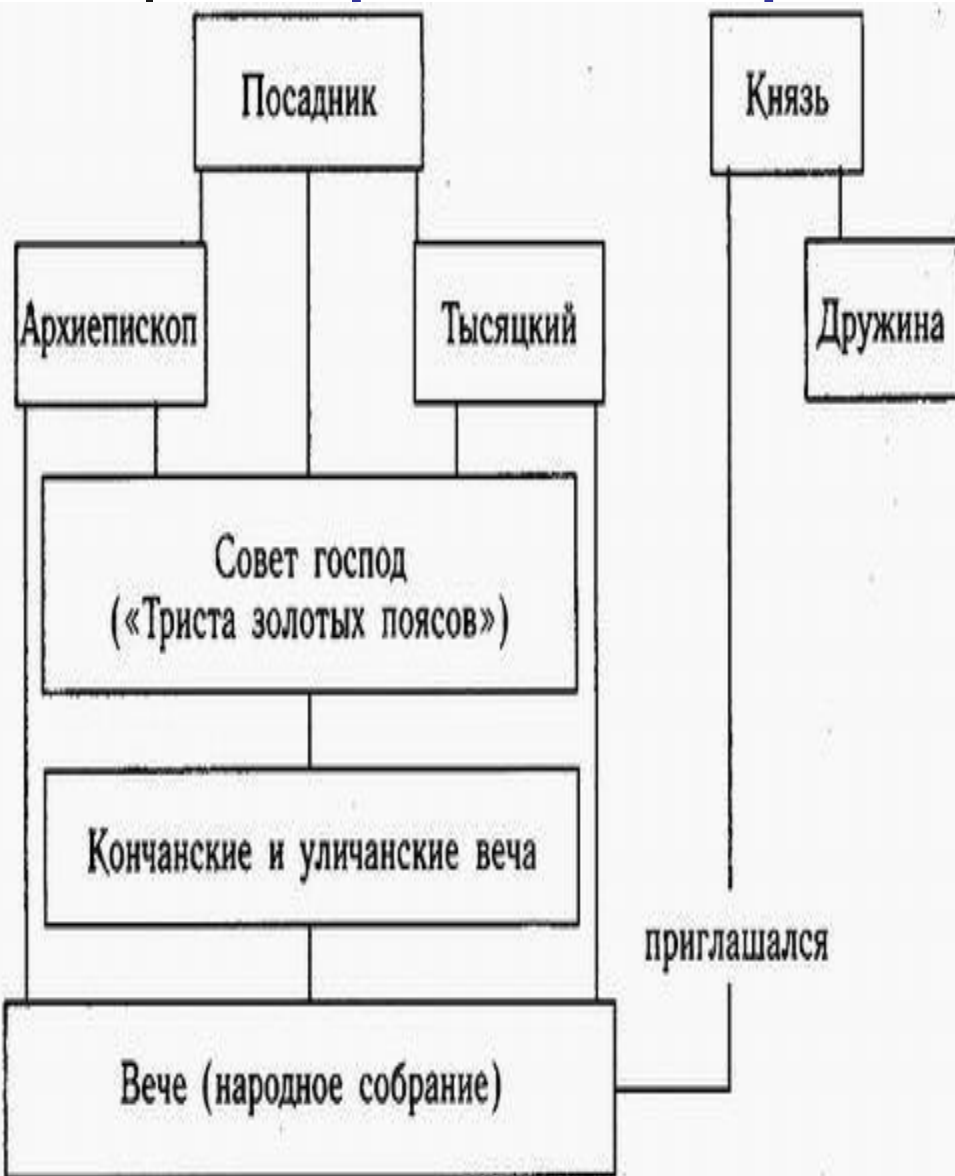 Посадник
Князь
Архиепископ
Тысяцкий
Дружина
Совет господ
(«Триста золотых поясов»)
Кончанские и уличанские веча
приглашался
Вече (народное собрание)